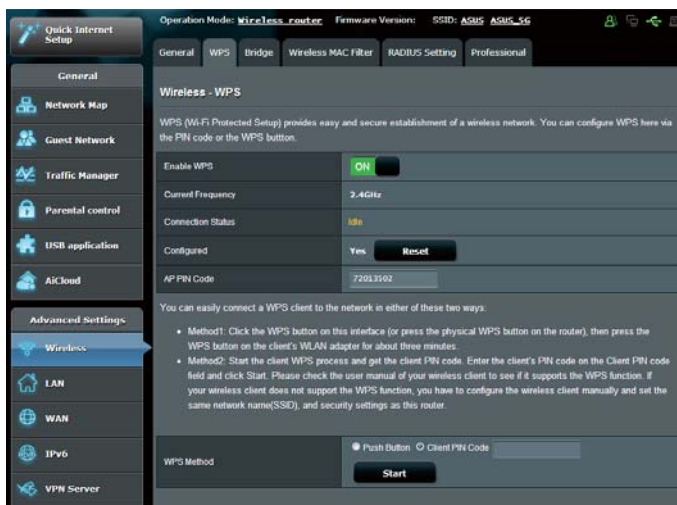 Quick Internet
Setup
Operation Mode: Wireless router Firmware Version: SSID: ASUS ASUS_5G
General WPS Bridge Wireless MAC Filter RADIUS Setting Professional
General
Network Map
Guest Network
Traffic Manager
Parental control
USB application
AiCloud
Advanced Settings
Wireless
LAN
WAN
IPv6
VPN Server
Wireless - WPS
WPS (Wi-Fi Protected Setup) provides easy and secure establishment of a wireless network. You can configure WPS here via
the PIN code or the WPS buttton.
Enable WPS ON
Current Frequency 2.4GHz
Connection Status Idle
Configured Yes Reset
AP PIN Code 72013102
You can easily connect a WPS client to the network in either of these two ways:
• Method1: Click the WPS button on this interface (or press the physical WPS button on the router), then press the
WPS button on the client's WLAN adapter for about three minutes.
• Method2: Start the client WPS process and get the client PIN code. Enter the client's PIN code on the Client PIN code
field and click Start. Please check the user manual of your wireless client to see if it supports the WPS function. If
your wireless client does not support the WPS function, you have to configure the wireless client manually and set the
same network name(SSID), and security settings as this router.
WPS Method Push Button Client PIN Code
Start